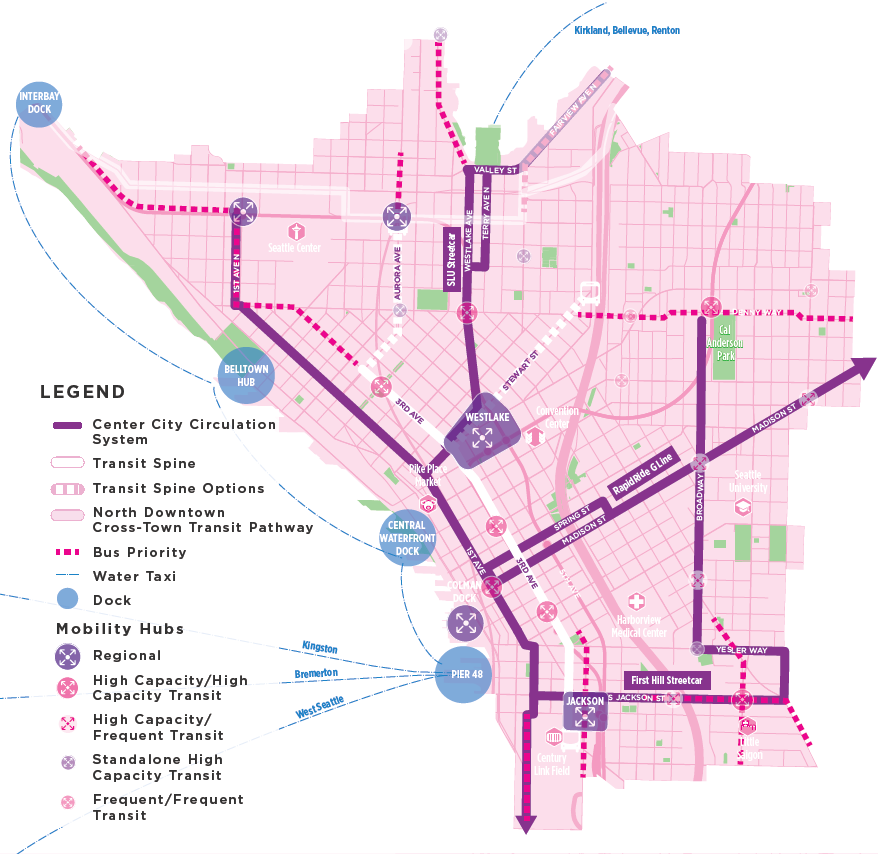 Kirkland, Bellevue, Renton
INTERBAY
DOCK
FAIRVIEW AVE N
VALLEY ST
TERRY AVE N
WESTLAKE AVE
SLU Streetcar
Seattle Center
1ST AVE N
AURORA AVE
DENNY WAY
Cal
Anderson
Park
BELLTOWN
HUB
STEWART ST
3RD AVE
WESTLAKE
Convention
Center
MADISON ST
LEGEND
Center City Circulation
System
Transit Spine
Transit Spine Options
North Downtown
Cross-Town Transit Pathway
Bus Priority
Water Taxi
Dock
Mobility Hubs
Regional
High Capacity/High
Capacity Transit
High Capacity/
Frequent Transit
Standalone High
Capacity Transit
Frequent/Frequent
Transit
Pike Place
Market
RapidRide G Line
Seattle
University
BROADWAY
SPRING ST
MADISON ST
CENTRAL
WATERFRONT
DOCK
1ST AVE
3RD AVE
5TH AVE
COLMAN
DOCK
Harborview
Medical Center
Kingston
Bremerton
West Seattle
PIER 48
YESLER WAY
First Hill Streetcar
S JACKSON ST
JACKSON
Century
Link Field
Little
Saigon